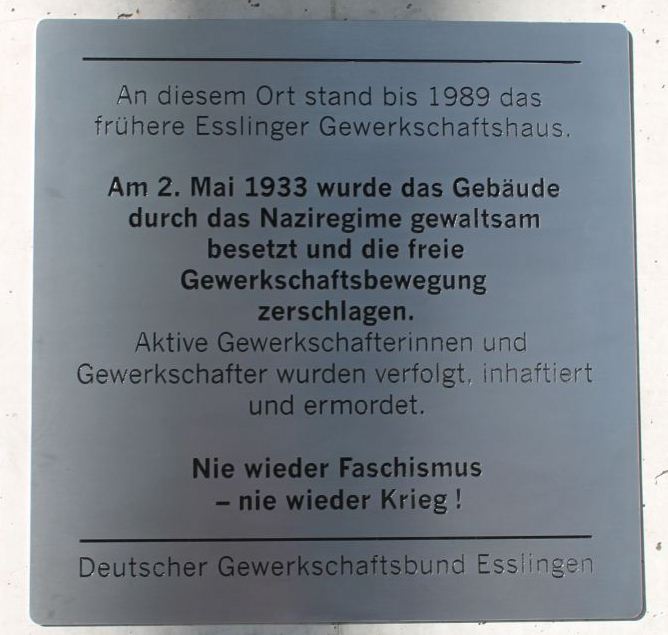 An diesem Ort stand bis 1989 das
frühere Esslinger Gewerkschaftshaus.
Am 2. Mai 1933 wurde das Gebäude
durch das Naziregime gewaltsam
besetzt und die freie
Gewerkschaftsbewegung
zerschlagen.
Aktive Gewerkschafterinnen und
Gewerkschafter wurden verfolgt, inhaftiert
und ermordet.
Nie wieder Faschismus
– nie wieder Krieg !
Deutscher Gewerkschaftsbund Esslingen